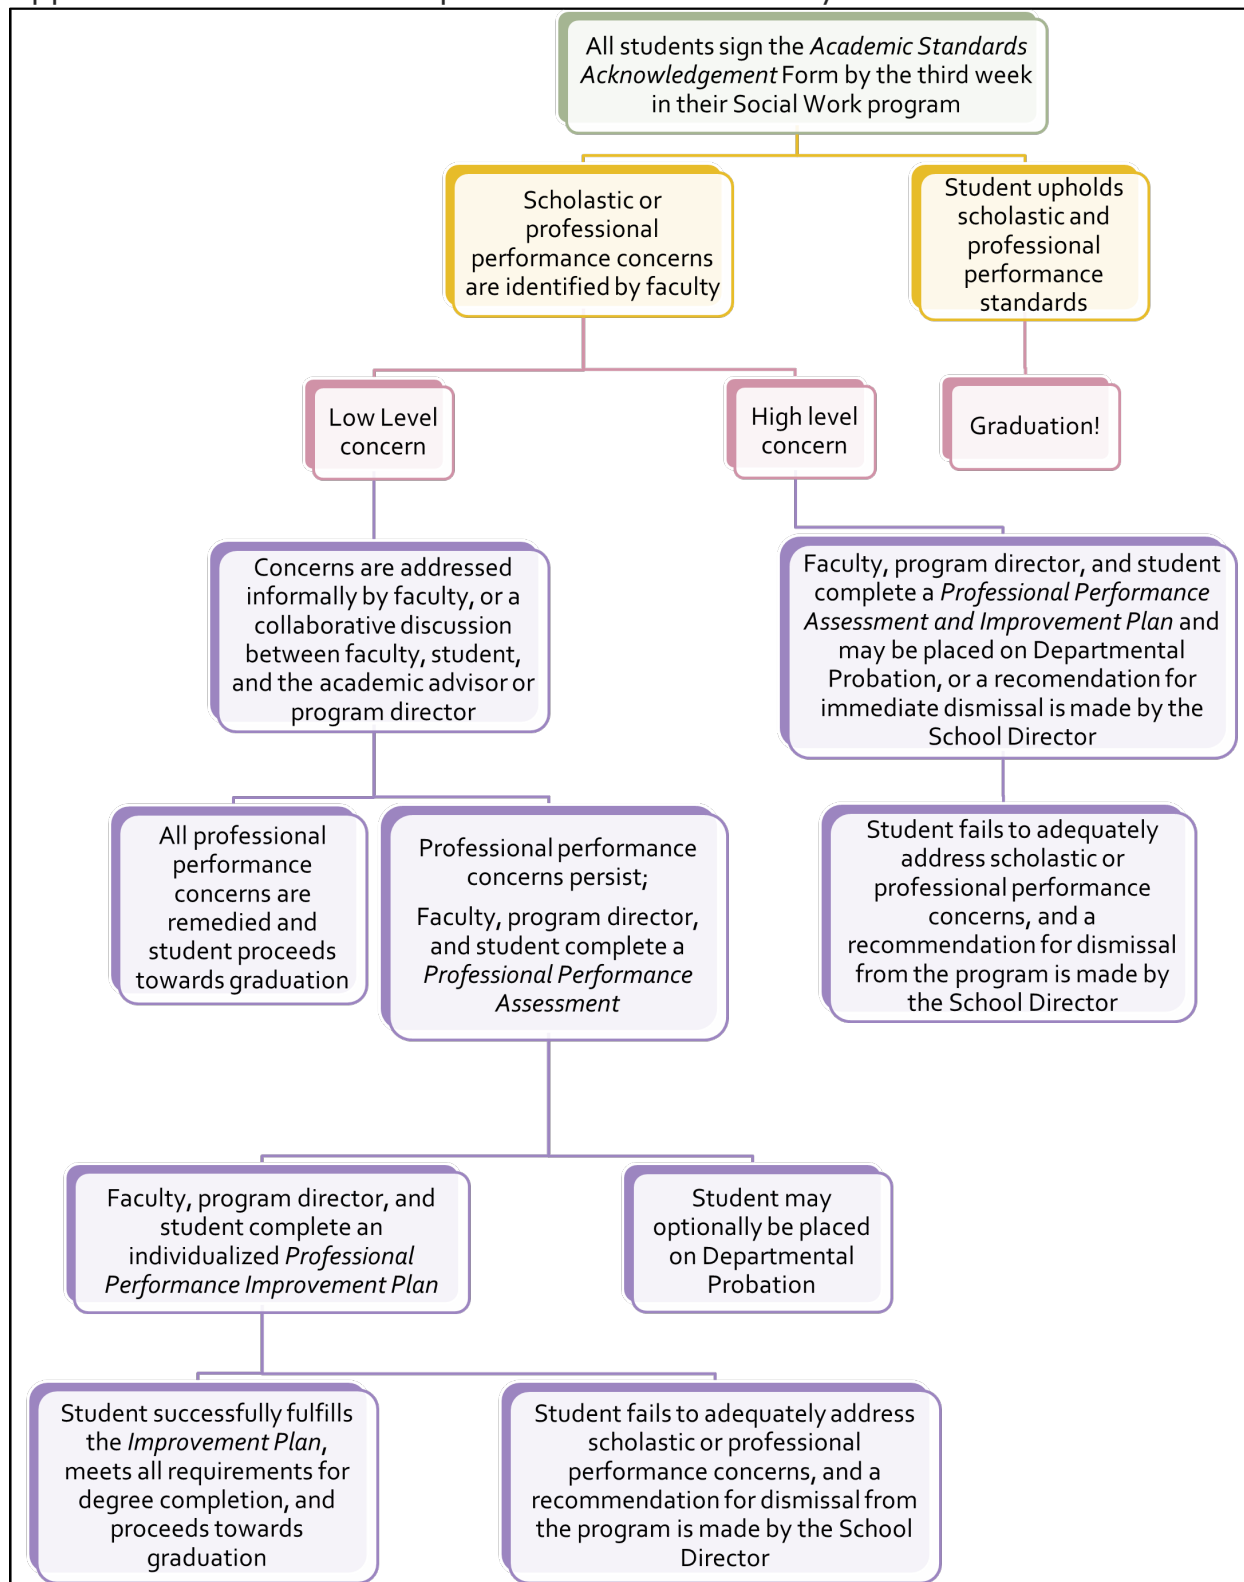 All students sign the Academic Standards
Acknowledgement Form by the third week
in their Social Work program
Scholastic or
professional
performance concerns
are identified by faculty
Student upholds
scholastic and
professional
performance
standards
Low Level
concern
High level
concern
Graduation!
Concerns are addressed
informally by faculty, or a
collaborative discussion
between faculty, student,
and the academic advisor or
program director
Faculty, program director, and student
complete a Professional Performance
Assessment and Improvement Plan and
may be placed on Departmental
Probation, or a recomendation for
immediate dismissal is made by the
School Director
All professional
performance
concerns are
remedied and
student proceeds
towards graduation
Professional performance
concerns persist;
Faculty, program director,
and student complete a
Professional Performance
Assessment
Student fails to adequately
address scholastic or
professional performance
concerns, and a
recommendation for dismissal
from the program is made by
the School Director
Faculty, program director, and
student complete an
individualized Professional
Performance Improvement Plan
Student may
optionally be placed
on Departmental
Probation
Student successfully fulfills
the Improvement Plan,
meets all requirements for
degree completion, and
proceeds towards
graduation
Student fails to adequately address
scholastic or professional
performance concerns, and a
recommendation for dismissal from
the program is made by the School
Director